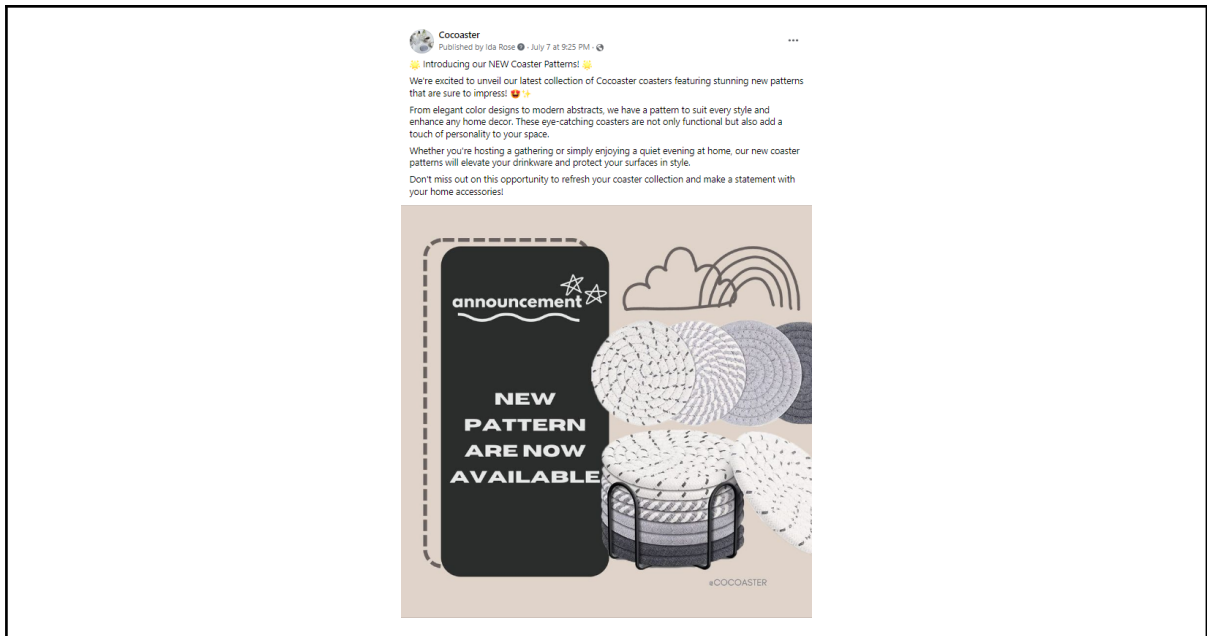 Cocoaster
Published by Ida Rose · July 7 at 9:25 PM ·
Introducing our NEW Coaster Patterns!
We're excited to unveil our latest collection of Cocoaster coasters featuring stunning new patterns
that are sure to impress!
From elegant color designs to modern abstracts, we have a pattern to suit every style and
enhance any home decor. These eye-catching coasters are not only functional but also add a
touch of personality to your space.
Whether you're hosting a gathering or simply enjoying a quiet evening at home, our new coaster
patterns will elevate your drinkware and protect your surfaces in style.
Don't miss out on this opportunity to refresh your coaster collection and make a statement with
your home accessories!
announcement
NEW
PATTERN
ARE NOW
AVAILABLE
@COCOASTER